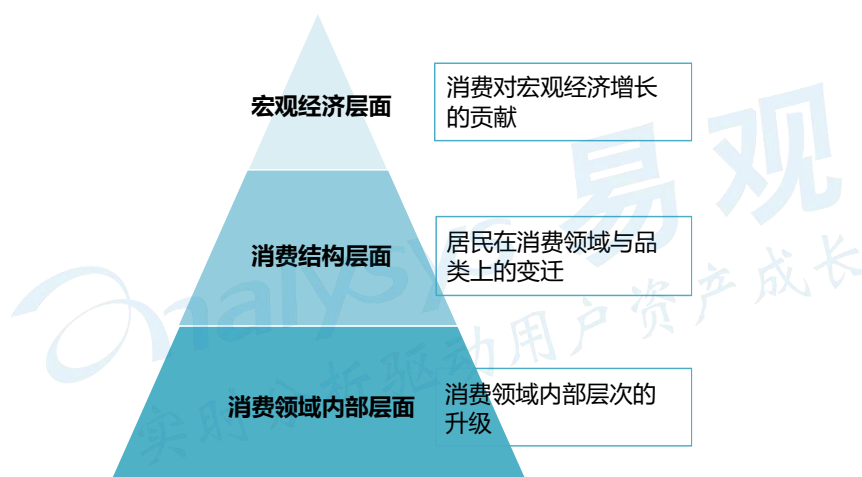 宏观经济层面
消费对宏观经济增长
的贡献
消费结构层面
居民在消费领域与品
类上的变迁
消费领域内部层面
消费领域内部层次的
升级
analysys 易观
实时分析驱动用户资产成长